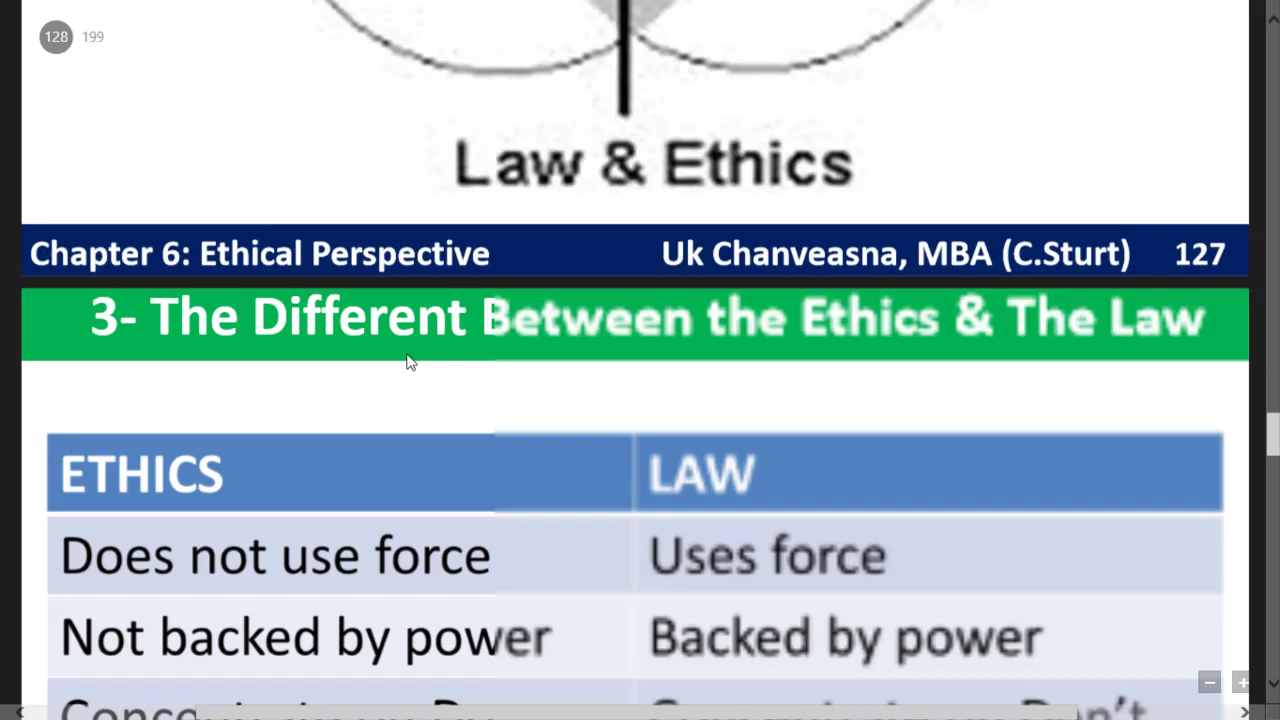 128 199
Law & Ethics
Chapter 6: Ethical Perspective Uk Chanveasna, MBA (C.Sturt) 127
3- The Different Between the Ethics & The Law
ETHICS LAW
Does not use force Uses force
Not backed by power Backed by power